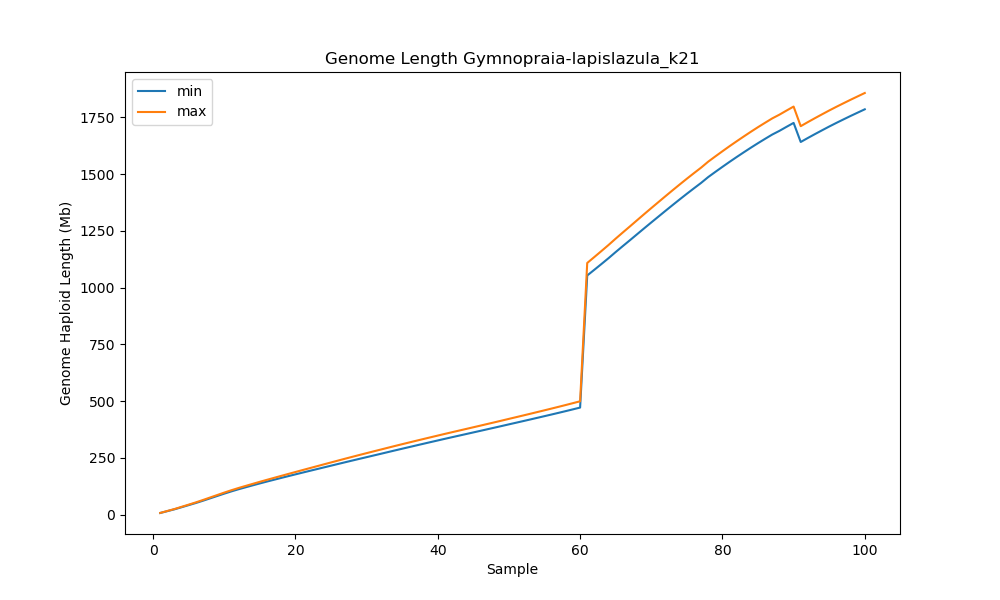 Genome Length Gymnopraia-lapislazula_k21
min
max
1750
1500
1250
1000
750
500
250
0
Genome Haploid Length (Mb)
0 20 40 60 80 100
Sample